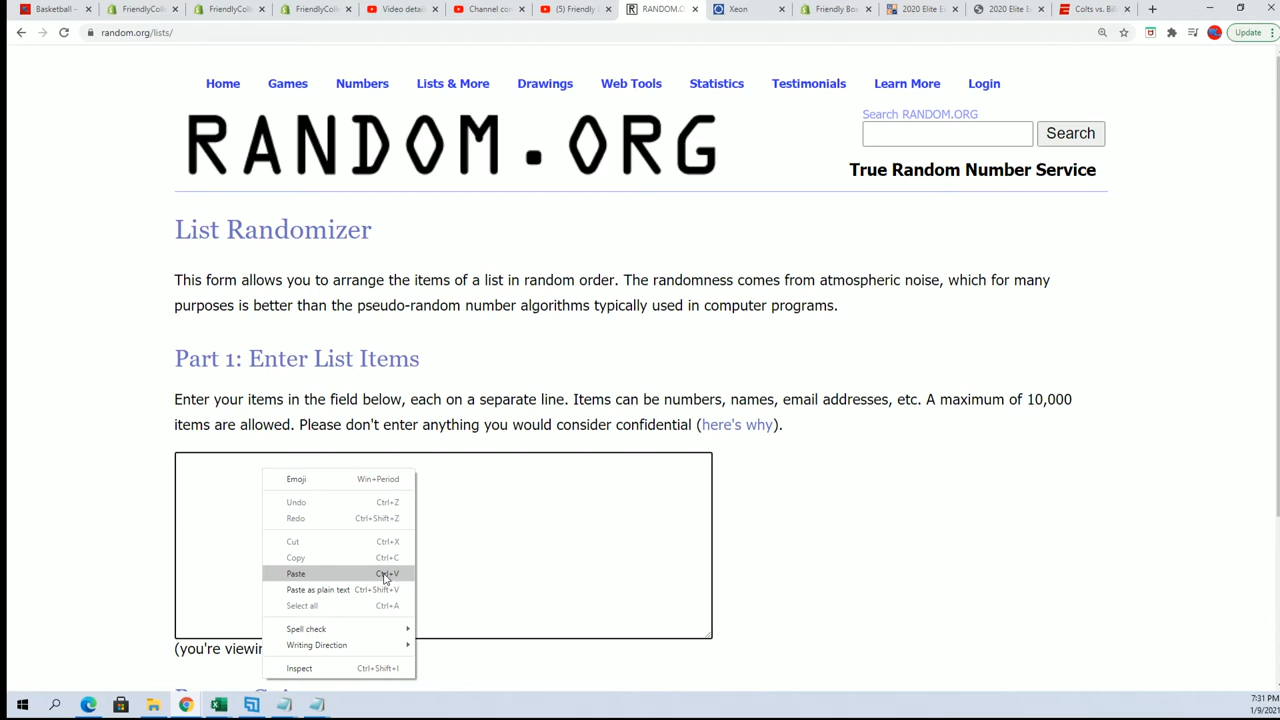 Basketball -
FriendlyColl
FriendlyColl
FriendlyColl
Video detail
Channel con
(5) Friendly
RANDOM.O
Xeon
Friendly Bo
2020 Elite E
2020 Elite E
Colts vs. Bil
random.org/lists/
Update
Home Games Numbers Lists & More Drawings Web Tools Statistics Testimonials Learn More Login
RANDOM.ORG
Search RANDOM.ORG
Search
True Random Number Service
List Randomizer
This form allows you to arrange the items of a list in random order. The randomness comes from atmospheric noise, which for many
purposes is better than the pseudo-random number algorithms typically used in computer programs.
Part 1: Enter List Items
Enter your items in the field below, each on a separate line. Items can be numbers, names, email addresses, etc. A maximum of 10,000
items are allowed. Please don't enter anything you would consider confidential (here's why).
Emoji Win+Period
Undo Ctrl+Z
Redo Ctrl+Shift+Z
Cut Ctrl+X
Copy Ctrl+C
Paste Ctrl+V
Paste as plain text Ctrl+Shift+V
Select all Ctrl+A
Spell check
Writing Direction
Inspect Ctrl+Shift+I
(you're viewin
7:31 PM
1/9/2021